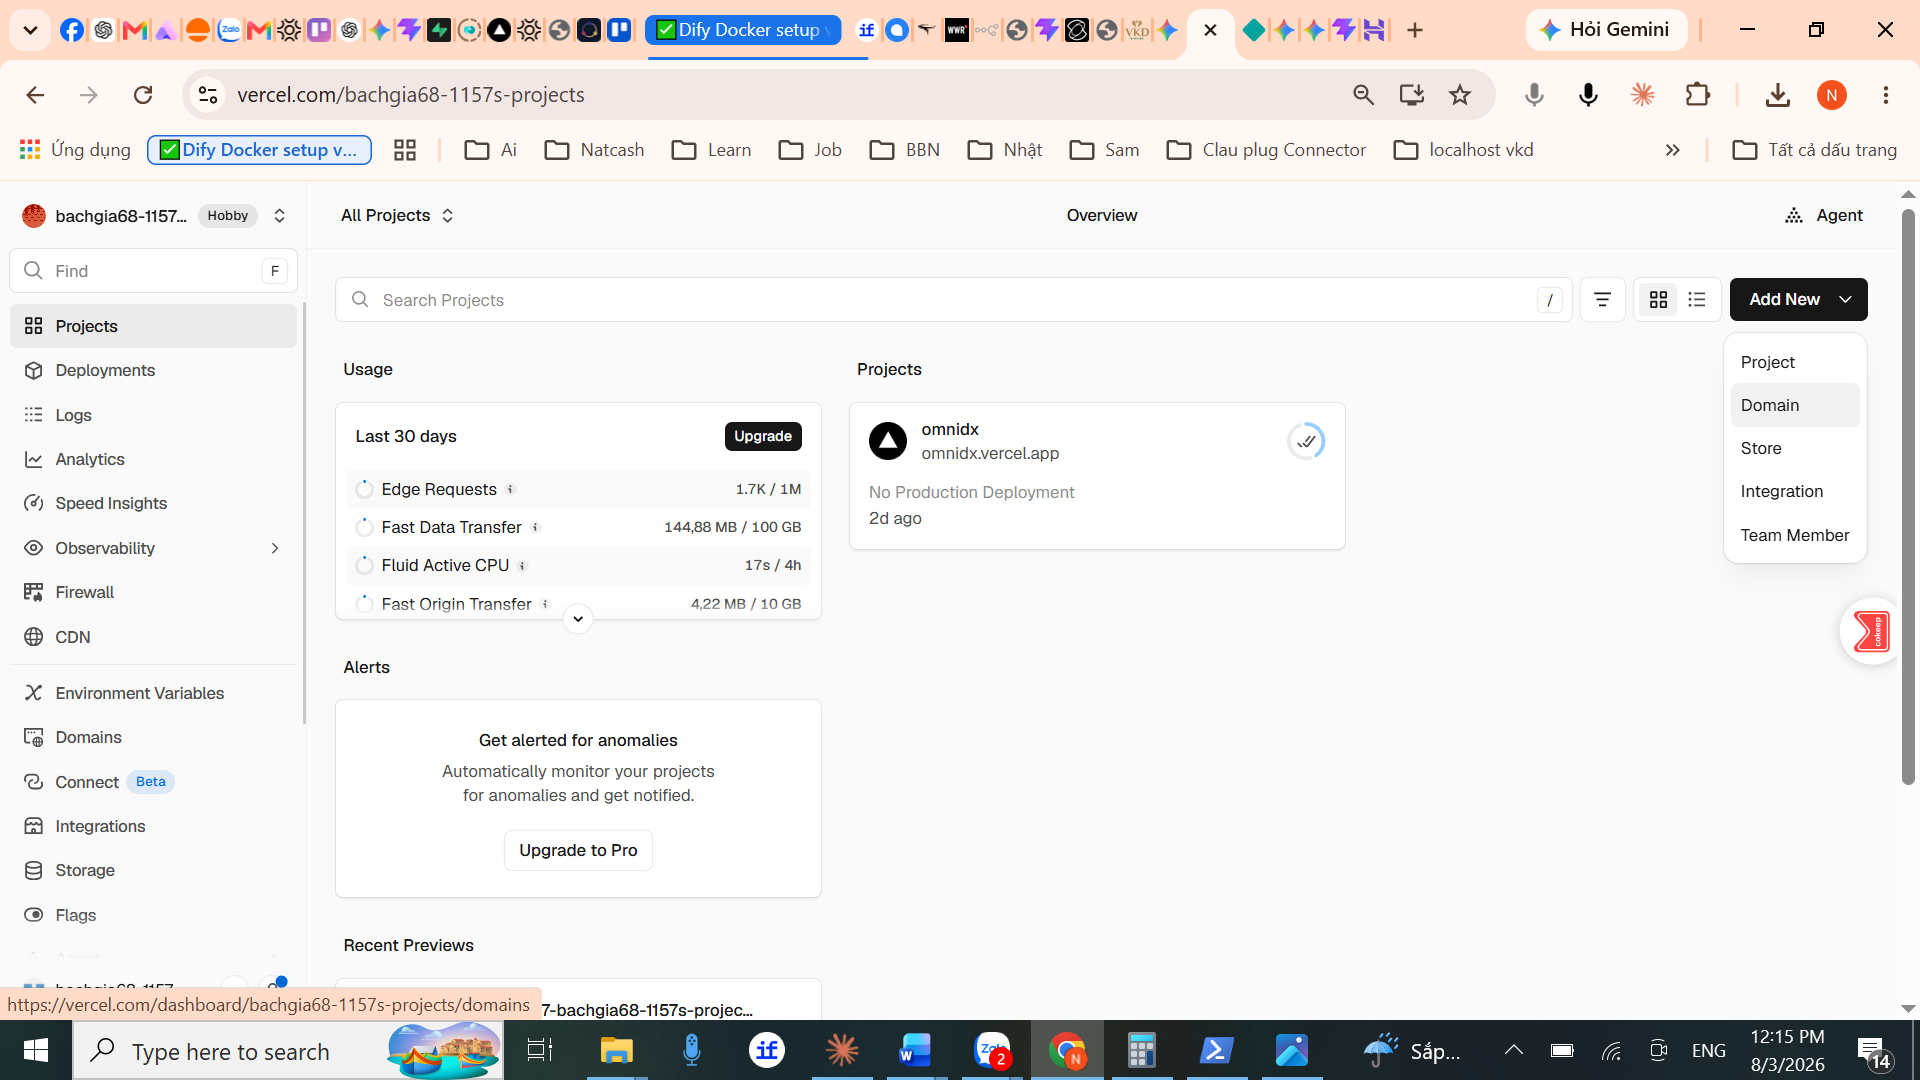 Dify Docker setup v
Hỏi Gemini
vercel.com/bachgia68-1157s-projects
N
Ứng dụng
Dify Docker setup v...
Ai
Natcash
Learn
Job
BBN
Nhật
Sam
Clau plug Connector
localhost vkd
Tất cả dấu trang
bachgia68-1157...
Hobby
All Projects
Overview
Agent
Find
F
Search Projects
/
Add New
Projects
Deployments
Logs
Analytics
Speed Insights
Observability
Firewall
CDN
Environment Variables
Domains
Connect Beta
Integrations
Storage
Flags
Usage
Last 30 days
Upgrade
Edge Requests 1.7K / 1M
Fast Data Transfer 144,88 MB / 100 GB
Fluid Active CPU 17s / 4h
Fast Origin Transfer 4,22 MB / 10 GB
Projects
omnidx
omnidx.vercel.app
No Production Deployment
2d ago
Project
Domain
Store
Integration
Team Member
cokeep
Alerts
Get alerted for anomalies
Automatically monitor your projects
for anomalies and get notified.
Upgrade to Pro
Recent Previews
7-bachgia68-1157s-projec...
https://vercel.com/dashboard/bachgia68-1157s-projects/domains
Type here to search
Zalo
2
N
Sắp...
ENG
12:15 PM
8/3/2026
14